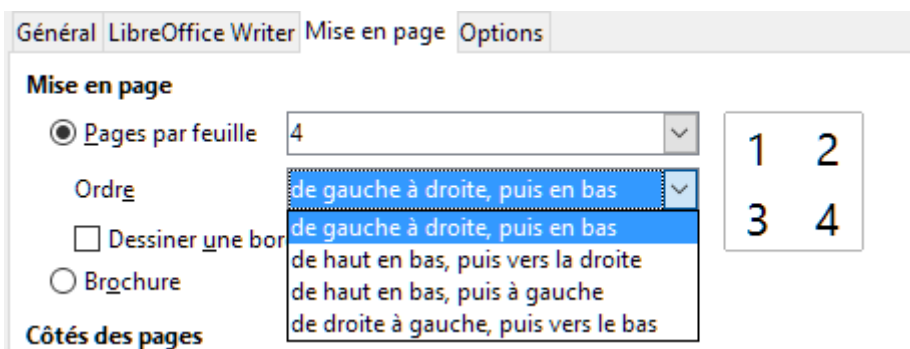 Général LibreOffice Writer Mise en page Options
Mise en page
Pages par feuille 4
1 2
Ordre de gauche à droite, puis en bas
3 4
Dessiner une bor
de gauche à droite, puis en bas
de haut en bas, puis vers la droite
Brochure
de haut en bas, puis à gauche
de droite à gauche, puis vers le bas
Côtés des pages